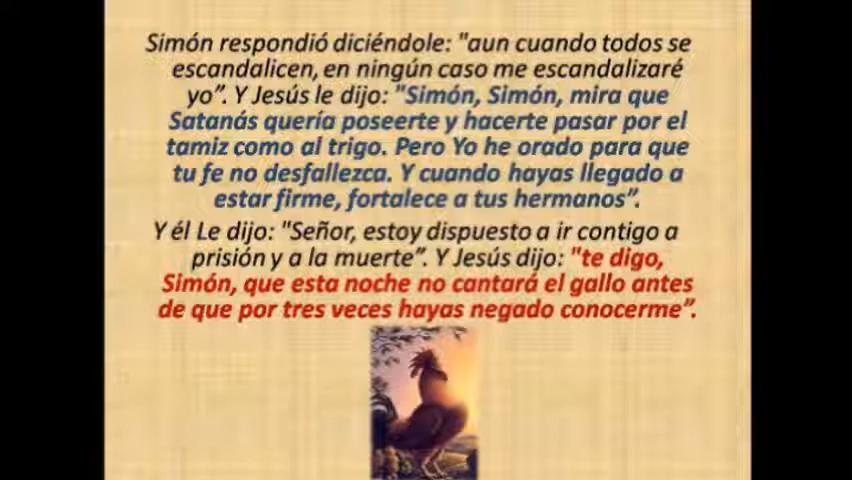 Simón respondió diciéndole: "aun cuando todos se
escandalicen, en ningún caso me escandalizaré
yo”. Y Jesús le dijo: "Simón, Simón, mira que
Satanás quería poseerte y hacerte pasar por el
tamiz como al trigo. Pero Yo he orado para que
tu fe no desfallezca. Y cuando hayas llegado a
estar firme, fortalece a tus hermanos”.
Y él Le dijo: "Señor, estoy dispuesto a ir contigo a
prisión y a la muerte”. Y Jesús dijo: "te digo,
Simón, que esta noche no cantará el gallo antes
de que por tres veces hayas negado conocerme”.